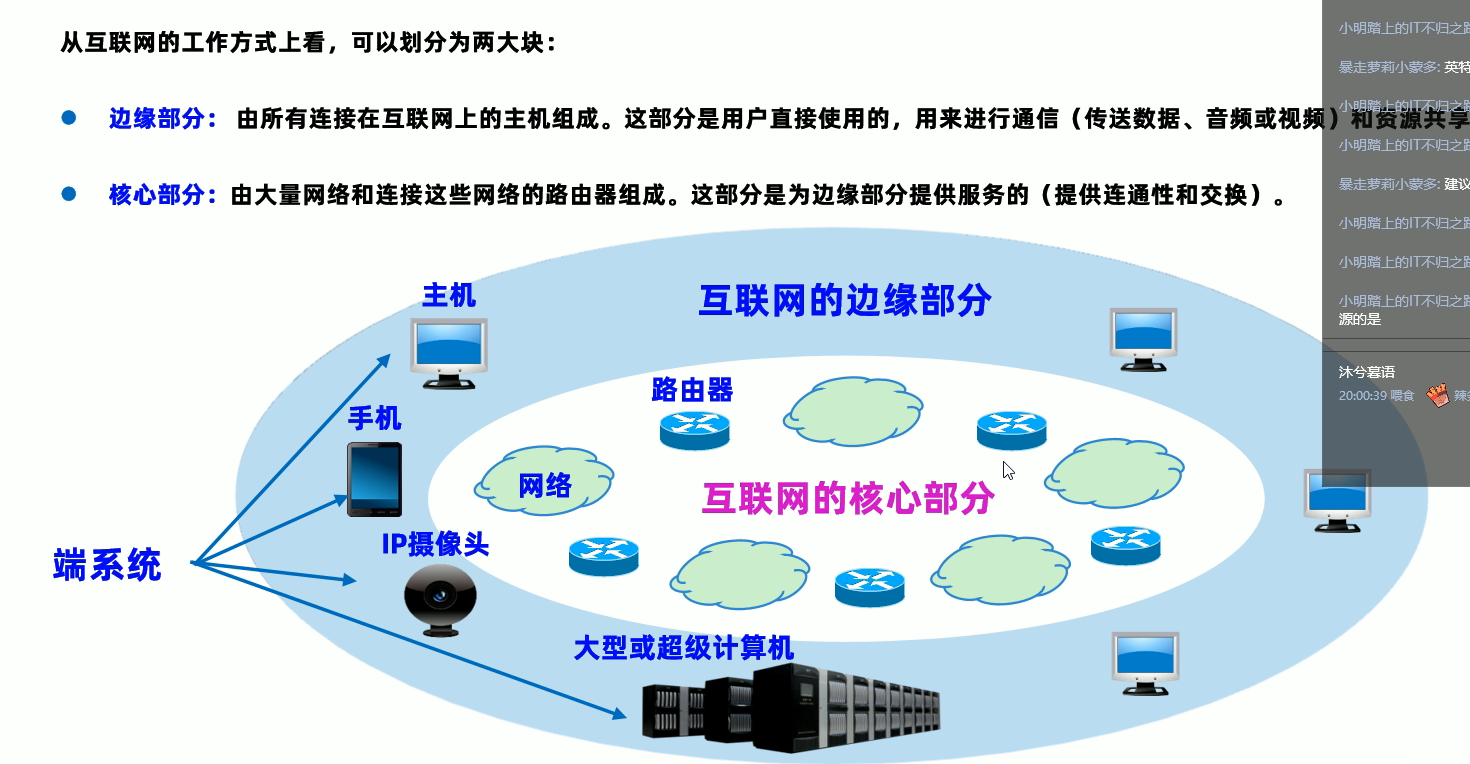 从互联网的工作方式上看，可以划分为两大块：
边缘部分： 由所有连接在互联网上的主机组成。这部分是用户直接使用的，用来进行通信（传送数据、音频或视频）和资源共享
核心部分：由大量网络和连接这些网络的路由器组成。这部分是为边缘部分提供服务的（提供连通性和交换）。
小明踏上的IT不归之路
暴走萝莉小蒙多: 英特
小明踏上的IT不归之路
小明踏上的IT不归之路
暴走萝莉小蒙多: 建议
小明踏上的IT不归之路
小明踏上的IT不归之路
小明踏上的IT不归之路
源的是
沐兮暮语
20:00:39 喂食 辣
主机
互联网的边缘部分
路由器
手机
网络
互联网的核心部分
IP摄像头
端系统
大型或超级计算机